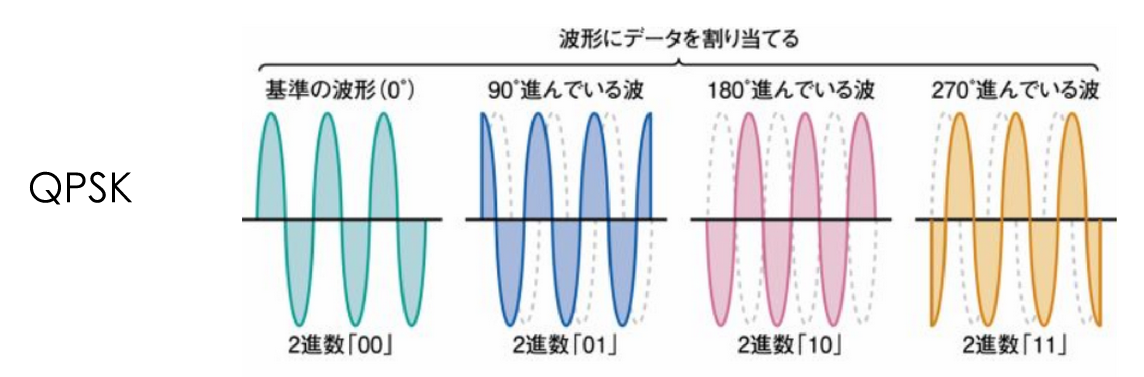 波形にデータを割り当てる
基準の波形(0°)
90°進んでいる波
180°進んでいる波
270°進んでいる波
QPSK
2進数「00」
2進数「01」
2進数「10」
2進数「11」